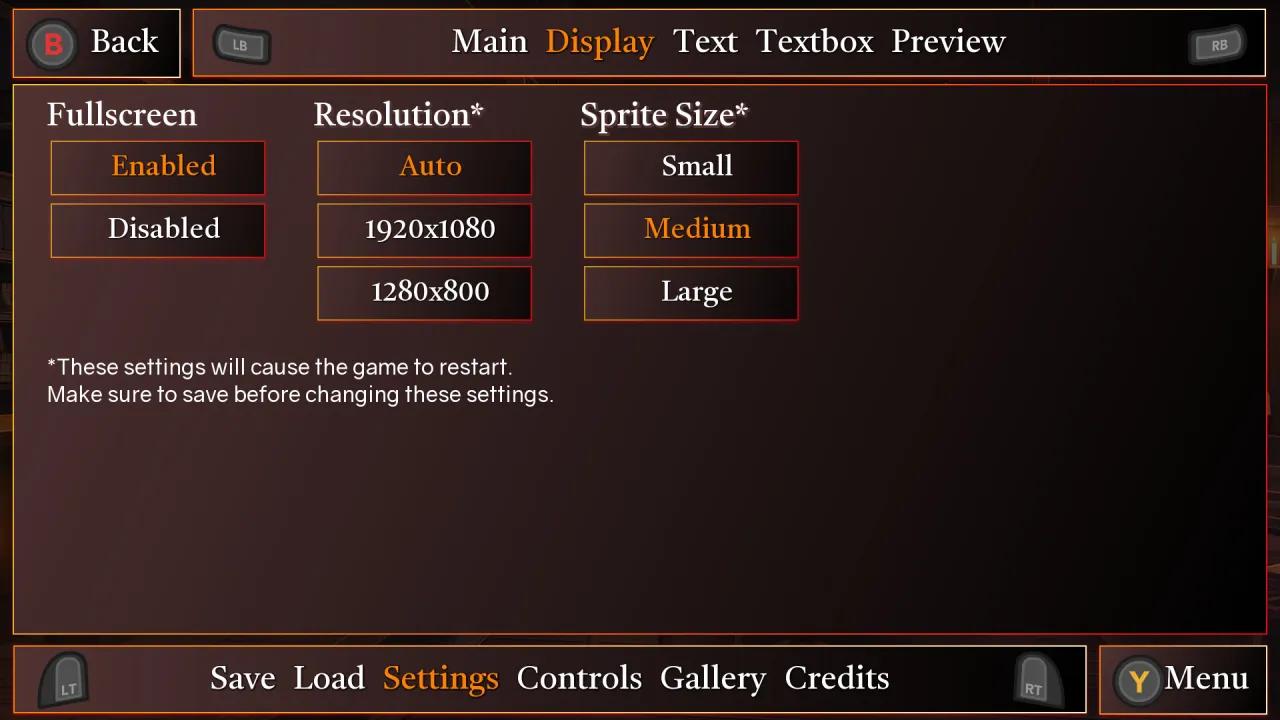 B Back
LB
Main Display Text Textbox Preview
RB
Fullscreen
Enabled
Disabled
Resolution*
Auto
1920x1080
1280x800
Sprite Size*
Small
Medium
Large
*These settings will cause the game to restart.
Make sure to save before changing these settings.
LT
Save Load Settings Controls Gallery Credits
RT
Y Menu